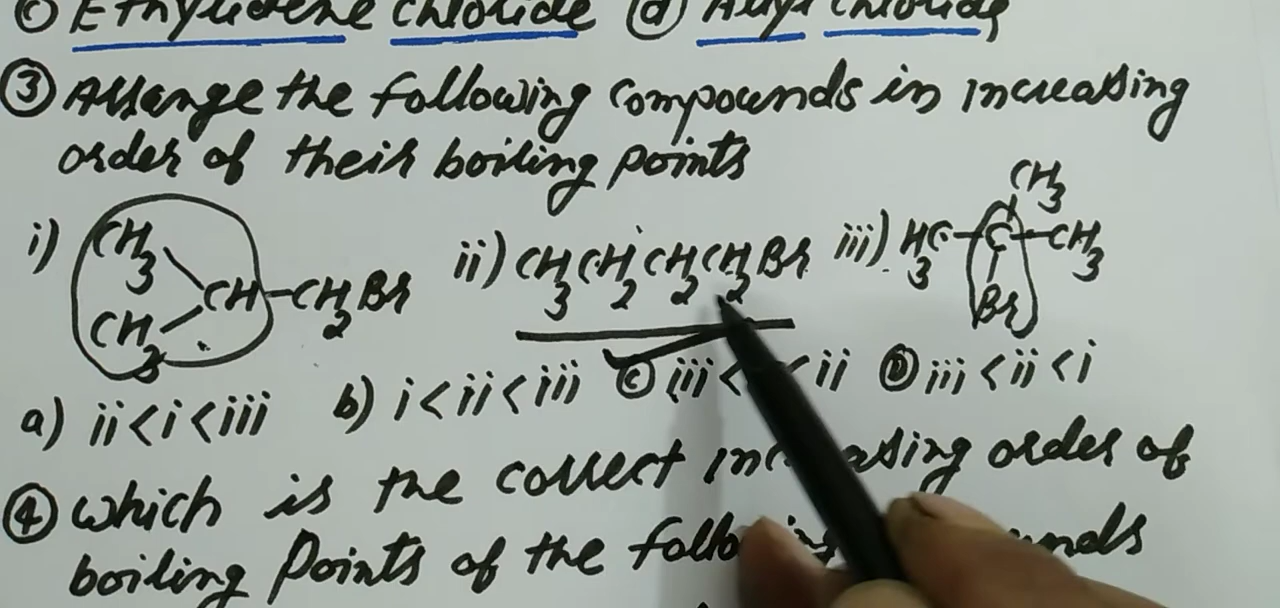 c Ethylidene chloride d Allyl chloride
3 Arrange the following compounds in increasing
order of their boiling points
i) CH3 CH3 CH-CH2Br ii) CH3CH2CH2CH2Br iii) H3C-C-CH3 CH3 Br
a) ii<i<iii b) i<ii<iii C iii< <ii D iii<ii<i
4 which is the correct increasing order of
boiling Points of the